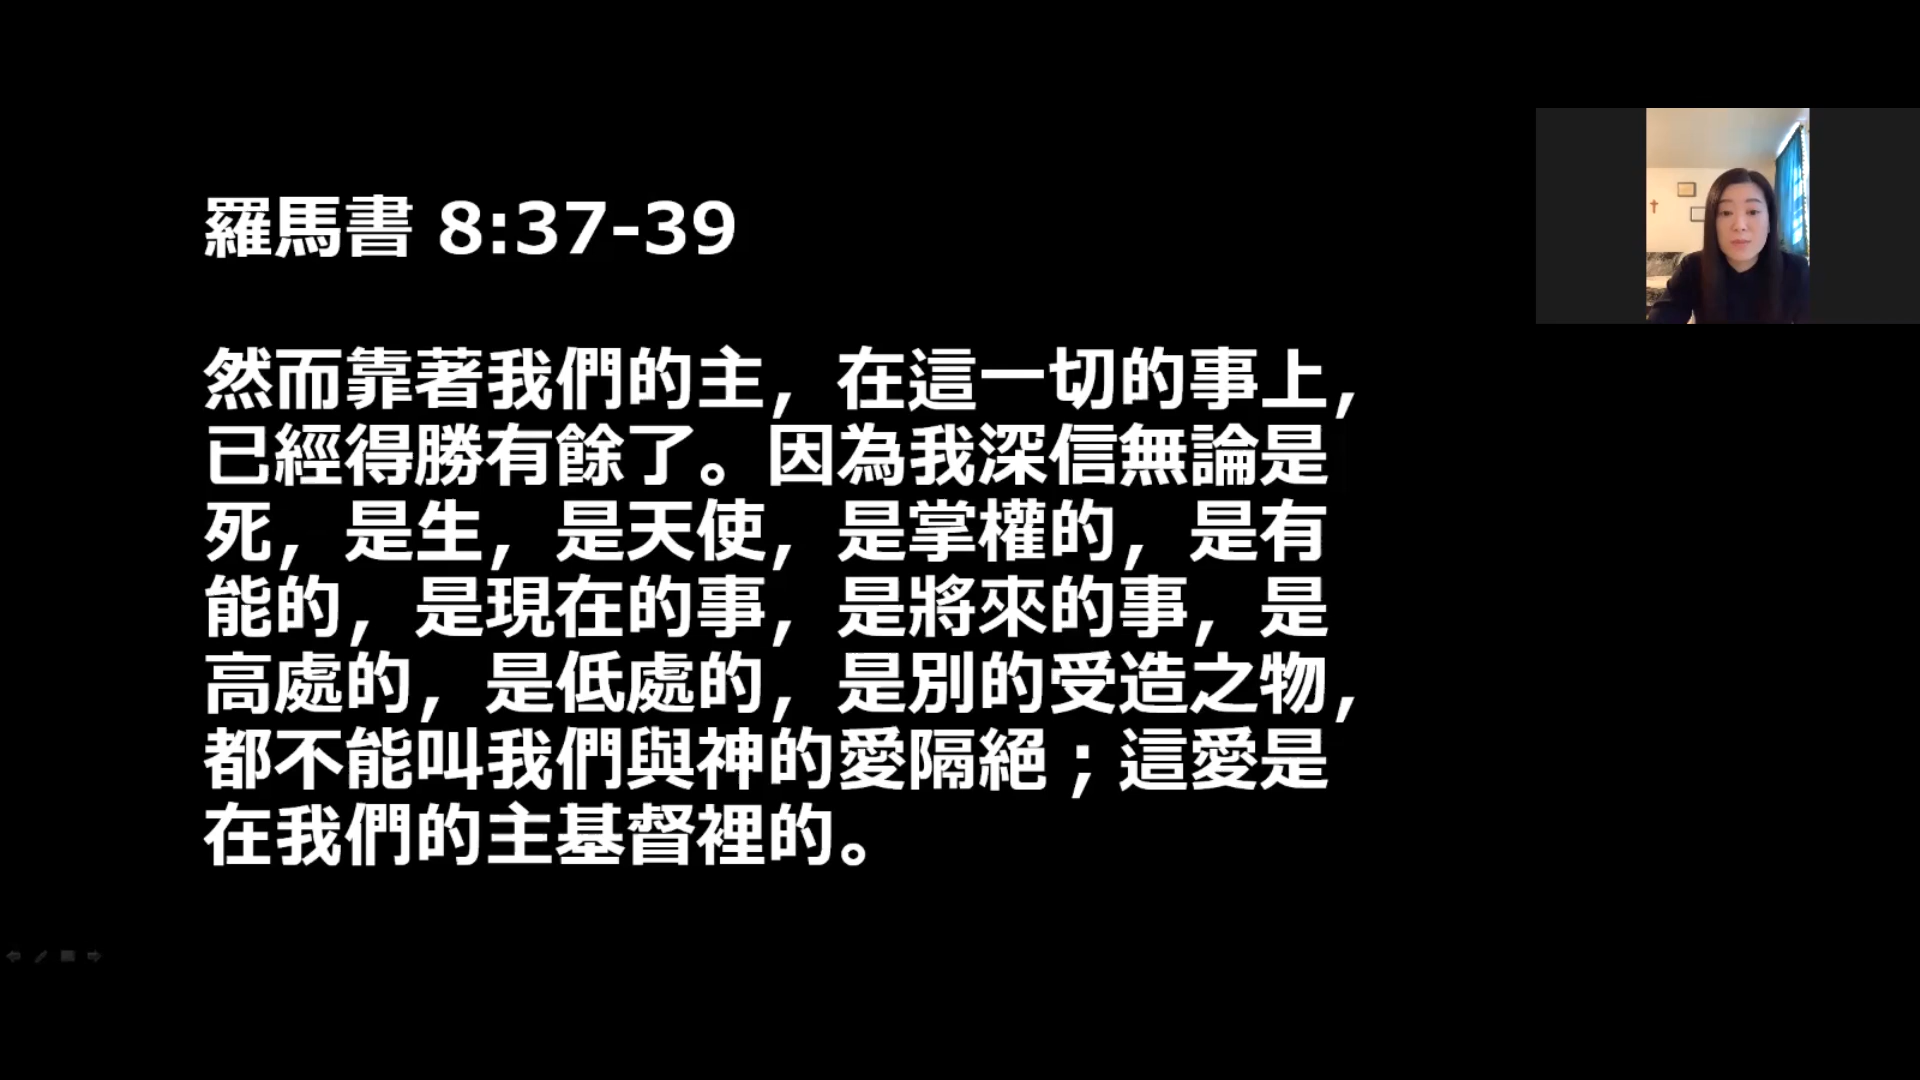 羅馬書 8:37-39
然而靠著我們的主，在這一切的事上，
已經得勝有餘了。因為我深信無論是
死，是生，是天使，是掌權的，是有
能的，是現在的事，是將來的事，是
高處的，是低處的，是別的受造之物，
都不能叫我們與神的愛隔絕；這愛是
在我們的主基督裡的。